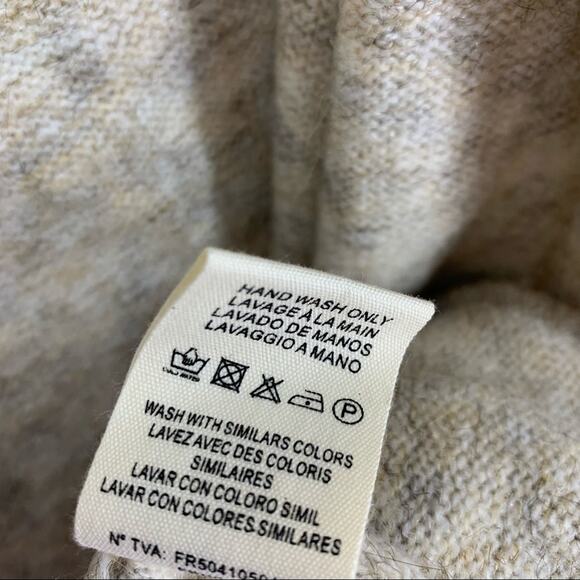 HAND WASH ONLY
LAVAGE À LA MAIN
LAVADO DE MANOS
LAVAGGIO A MANO
P
WASH WITH SIMILARS COLORS
LAVEZ AVEC DES COLORIS
SIMILAIRES
LAVAR CON COLORO SIMIL
LAVAR CON COLORES SIMILARES
N° TVA: FR5041050